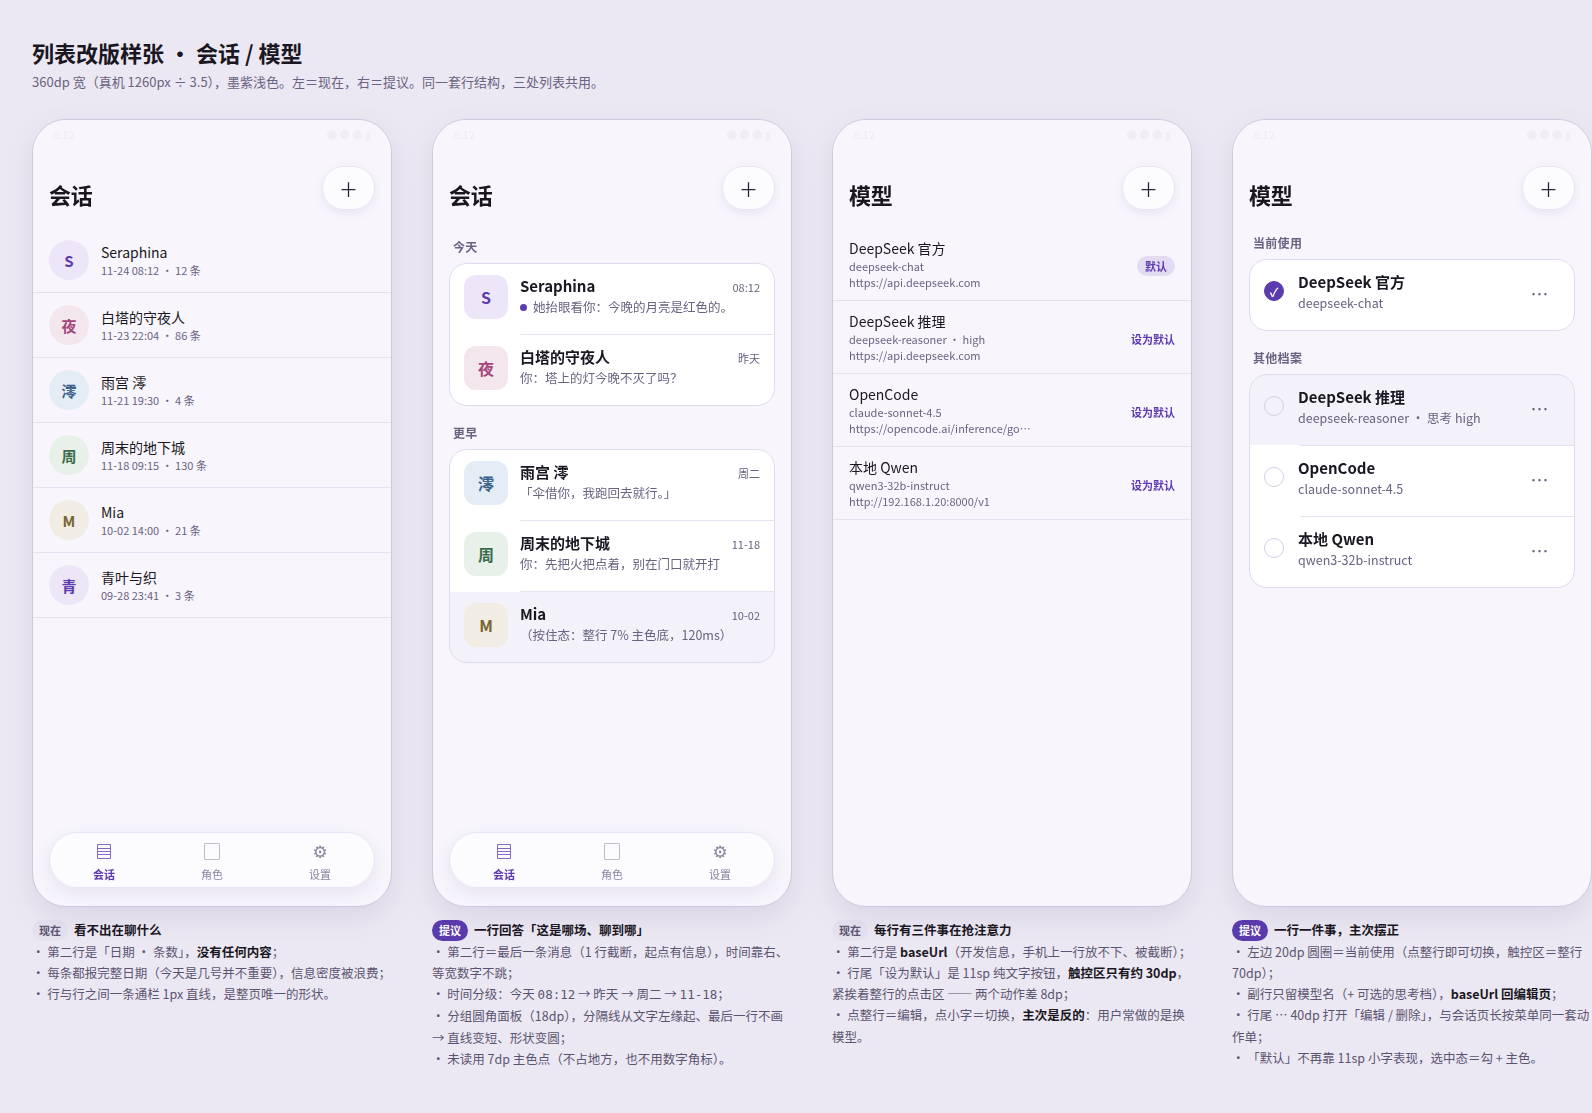 列表改版样张 · 会话 / 模型
360dp 宽（真机 1260px ÷ 3.5），墨紫浅色。左＝现在，右＝提议。同一套行结构，三处列表共用。
会话
+
S
Seraphina
11-24 08:12 · 12 条
夜
白塔的守夜人
11-23 22:04 · 86 条
澪
雨宫 澪
11-21 19:30 · 4 条
周
周末的地下城
11-18 09:15 · 130 条
M
Mia
10-02 14:00 · 21 条
青
青叶与织
09-28 23:41 · 3 条
会话
角色
设置
现在 看不出在聊什么
· 第二行是「日期 · 条数」，没有任何内容；
· 每条都报完整日期（今天是几号并不重要），信息密度被浪费；
· 行与行之间一条通栏 1px 直线，是整页唯一的形状。
会话
+
今天
S
Seraphina
08:12
她抬眼看你：今晚的月亮是红色的。
夜
白塔的守夜人
昨天
你：塔上的灯今晚不灭了吗？
更早
澪
雨宫 澪
周二
「伞借你，我跑回去就行。」
周
周末的地下城
11-18
你：先把火把点着，别在门口就开打
M
Mia
10-02
（按住态：整行 7% 主色底，120ms）
会话
角色
设置
提议 一行回答「这是哪场、聊到哪」
· 第二行＝最后一条消息（1 行截断，起点有信息），时间靠右、
等宽数字不跳；
· 时间分级：今天 08:12 → 昨天 → 周二 → 11-18；
· 分组圆角面板（18dp），分隔线从文字左缘起、最后一行不画
→ 直线变短、形状变圆；
· 未读用 7dp 主色点（不占地方，也不用数字角标）。
模型
+
DeepSeek 官方
deepseek-chat
https://api.deepseek.com
默认
DeepSeek 推理
deepseek-reasoner · high
https://api.deepseek.com
设为默认
OpenCode
claude-sonnet-4.5
https://opencode.ai/inference/go…
设为默认
本地 Qwen
qwen3-32b-instruct
http://192.168.1.20:8000/v1
设为默认
现在 每行有三件事在抢注意力
· 第二行是 baseUrl（开发信息，手机上一行放不下、被截断）；
· 行尾「设为默认」是 11sp 纯文字按钮，触控区只有约 30dp，
紧挨着整行的点击区 —— 两个动作差 8dp；
· 点整行＝编辑，点小字＝切换，主次是反的：用户常做的是换
模型。
模型
+
当前使用
✓
DeepSeek 官方
deepseek-chat
…
其他档案
DeepSeek 推理
deepseek-reasoner · 思考 high
…
OpenCode
claude-sonnet-4.5
…
本地 Qwen
qwen3-32b-instruct
…
提议 一行一件事，主次摆正
· 左边 20dp 圆圈＝当前使用（点整行即可切换，触控区＝整行
70dp）；
· 副行只留模型名（+ 可选的思考档），baseUrl 回编辑页；
· 行尾 … 40dp 打开「编辑 / 删除」，与会话页长按菜单同一套动
作单；
· 「默认」不再靠 11sp 小字表现，选中态＝勾 + 主色。